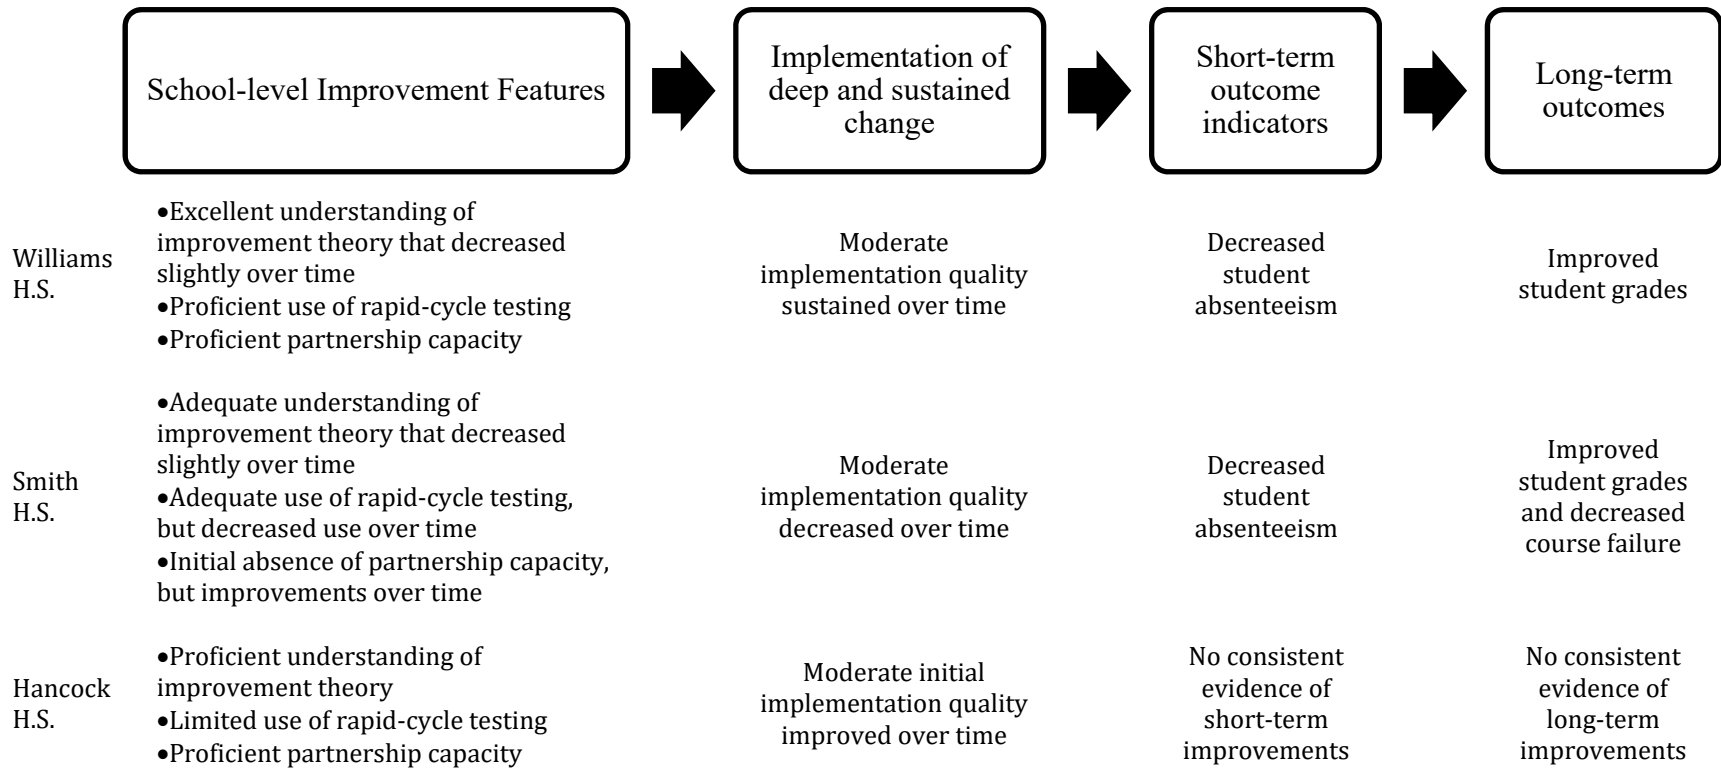 School-level Improvement Features
Implementation of
deep and sustained
change
Short-term
outcome
indicators
Long-term
outcomes
Williams
H.S.
•Excellent understanding of
improvement theory that decreased
slightly over time
•Proficient use of rapid-cycle testing
•Proficient partnership capacity
Moderate
implementation quality
sustained over time
Decreased
student
absenteeism
Improved
student grades
Smith
H.S.
•Adequate understanding of
improvement theory that decreased
slightly over time
•Adequate use of rapid-cycle testing,
but decreased use over time
•Initial absence of partnership capacity,
but improvements over time
Moderate
implementation quality
decreased over time
Decreased
student
absenteeism
Improved
student grades
and decreased
course failure
Hancock
H.S.
•Proficient understanding of
improvement theory
•Limited use of rapid-cycle testing
•Proficient partnership capacity
Moderate initial
implementation quality
improved over time
No consistent
evidence of
short-term
improvements
No consistent
evidence of
long-term
improvements